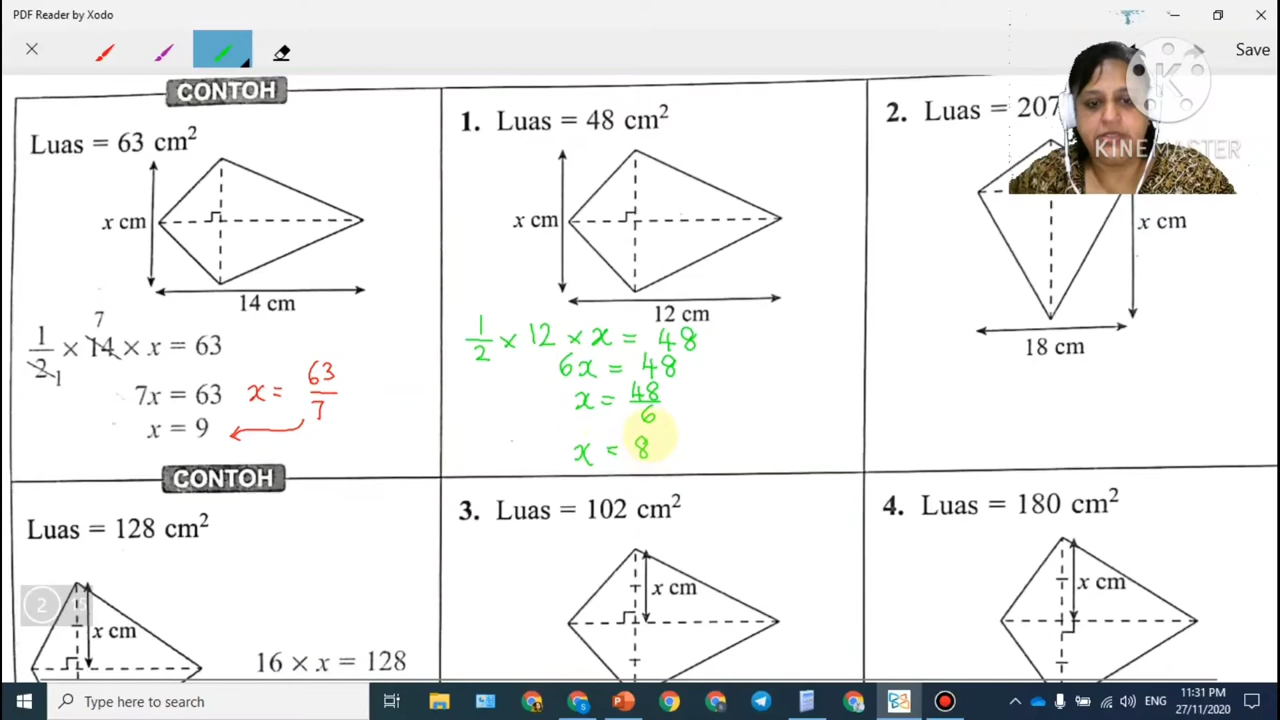 PDF Reader by Xodo
Save
KINEMASTER
CONTOH
Luas = 63 cm²
x cm
14 cm
7
1/2 × 14 × x = 63
1
7x = 63
x = 63/7
x = 9
1. Luas = 48 cm²
x cm
12 cm
1/2 × 12 × x = 48
6x = 48
x = 48/6
x = 8
2. Luas = 207
x cm
18 cm
CONTOH
Luas = 128 cm²
2
x cm
16 × x = 128
3. Luas = 102 cm²
x cm
4. Luas = 180 cm²
x cm
Type here to search
ENG
11:31 PM
27/11/2020